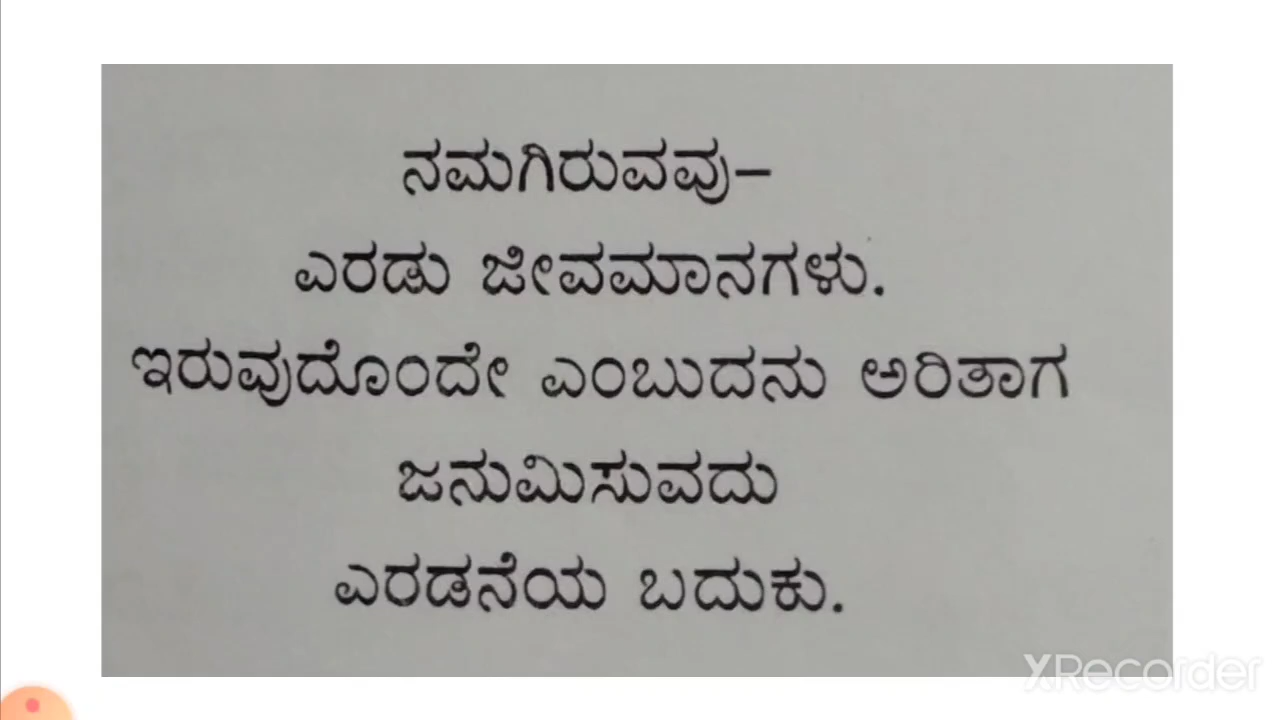 ನಮಗಿರುವವು–
ಎರಡು ಜೀವಮಾನಗಳು.
ಇರುವುದೊಂದೇ ಎಂಬುದನು ಅರಿತಾಗ
ಜನುಮಿಸುವದು
ಎರಡನೆಯ ಬದುಕು.
XRecorder